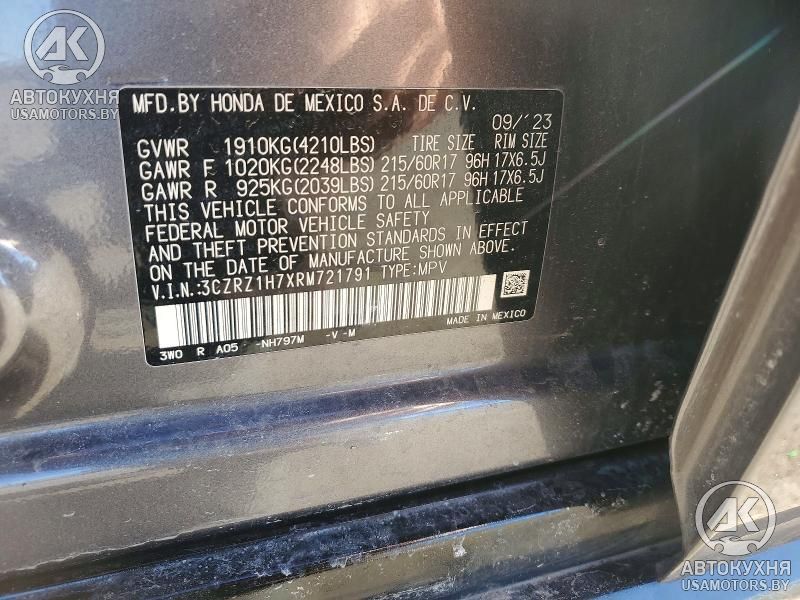 AK
АВТОКУХНЯ
USAMOTORS.BY
MFD.BY HONDA DE MEXICO S.A. DE C.V.
09/'23
GVWR 1910KG(4210LBS) TIRE SIZE RIM SIZE
GAWR F 1020KG(2248LBS) 215/60R17 96H 17X6.5J
GAWR R 925KG(2039LBS) 215/60R17 96H 17X6.5J
THIS VEHICLE CONFORMS TO ALL APPLICABLE
FEDERAL MOTOR VEHICLE SAFETY
AND THEFT PREVENTION STANDARDS IN EFFECT
ON THE DATE OF MANUFACTURE SHOWN ABOVE.
V.I.N.:3CZRZ1H7XRM721791 TYPE:MPV
MADE IN MEXICO
3W0 R A05 -NH797M -V -M
AK
АВТОКУХНЯ
USAMOTORS.BY